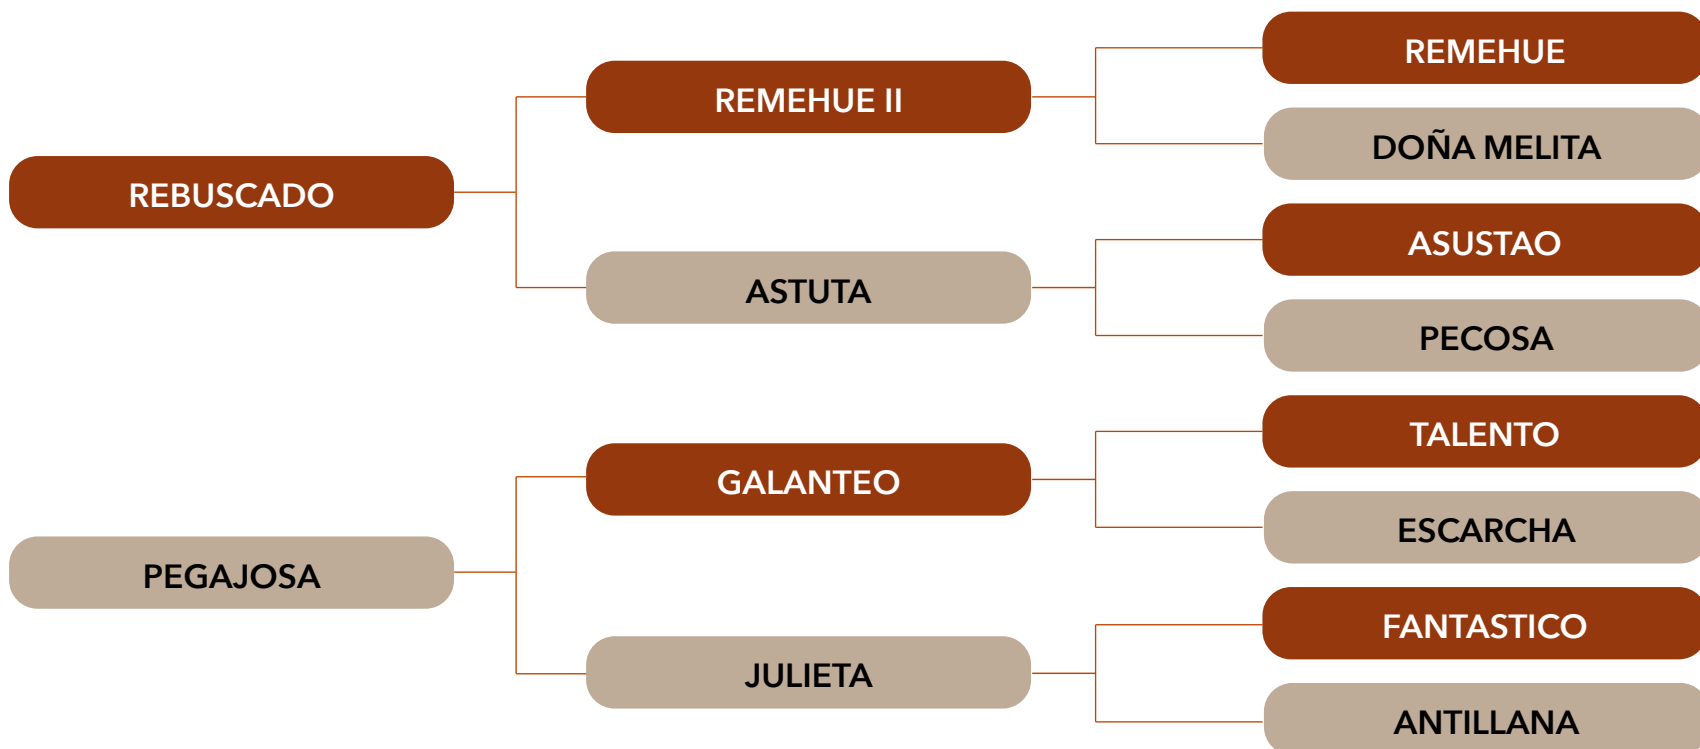 REMEHUE
REMEHUE II
DOÑA MELITA
REBUSCADO
ASUSTAO
ASTUTA
PECOSA
TALENTO
GALANTEO
ESCARCHA
PEGAJOSA
FANTASTICO
JULIETA
ANTILLANA